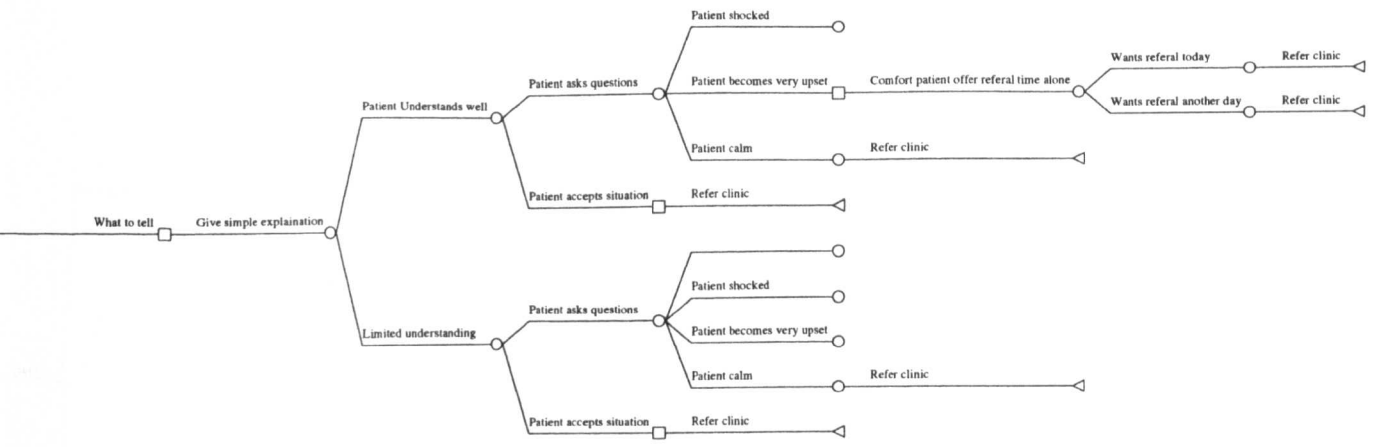 Patient shocked
Wants referal today
Refer clinic
Patient asks questions
Patient becomes very upset
Comfort patient offer referal time alone
Patient Understands well
Wants referal another day
Refer clinic
Patient calm
Refer clinic
Patient accepts situation
Refer clinic
What to tell
Give simple explaination
Patient shocked
Patient asks questions
Limited understanding
Patient becomes very upset
Patient calm
Refer clinic
Patient accepts situation
Refer clinic